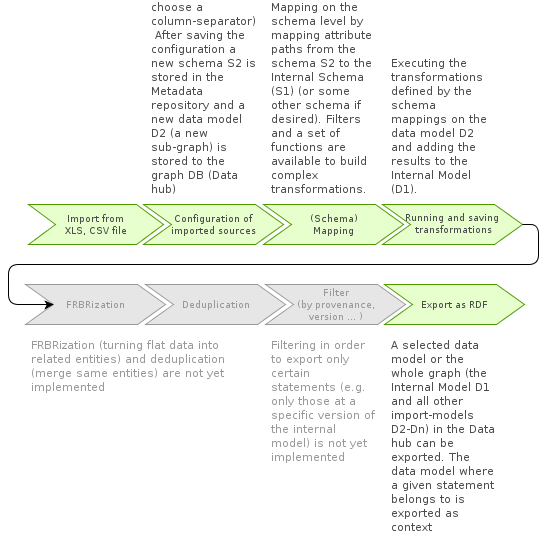 choose a
column-separator)
After saving the
configuration a
new schema S2 is
stored in the
Metadata
repository and a
new data model
D2 (a new
sub-graph) is
stored to the
graph DB (Data
hub)
Mapping on the
schema level by
mapping attribute
paths from the
schema S2 to the
Internal Schema
(S1) (or some
other schema if
desired). Filters
and a set of
functions are
available to build
complex
transformations.
Executing the
transformations
defined by the
schema
mappings on the
data model D2
and adding the
results to the
Internal Model
(D1).
Import from
XLS, CSV file
Configuration of
imported sources
(Schema)
Mapping
Running and saving
transformations
FRBRization
Deduplication
Filter
(by provenance,
version ... )
Export as RDF
FRBRization (turning flat data into
related entities) and deduplication
(merge same entities) are not yet
implemented
Filtering in order
to export only
certain
statements (e.g.
only those at a
specific version of
the internal
model) is not yet
implemented
A selected data
model or the
whole graph (the
Internal Model D1
and all other
import-models
D2-Dn) in the Data
hub can be
exported. The
data model where
a given statement
belongs to is
exported as
context